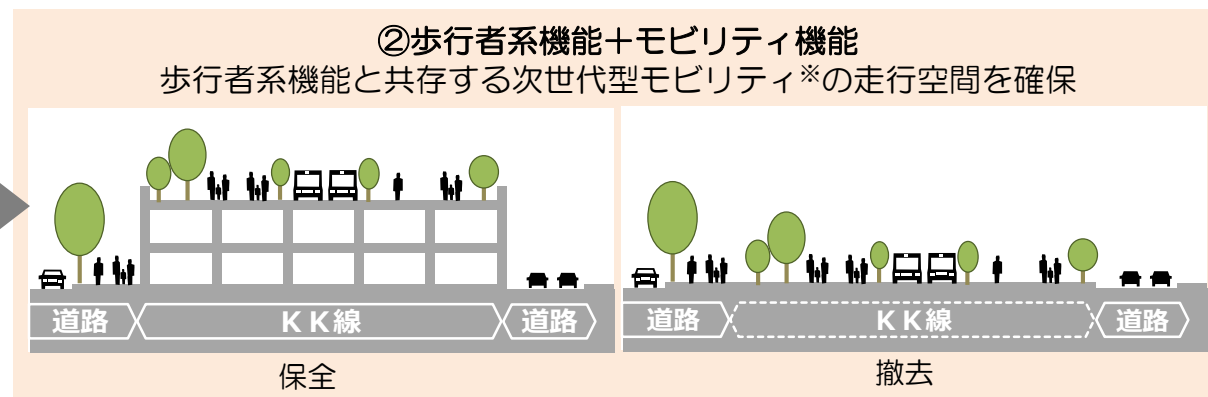 ②歩行者系機能+モビリティ機能
歩行者系機能と共存する次世代型モビリティ※の走行空間を確保
道路 KK線 道路
道路 KK線 道路
保全
撤去